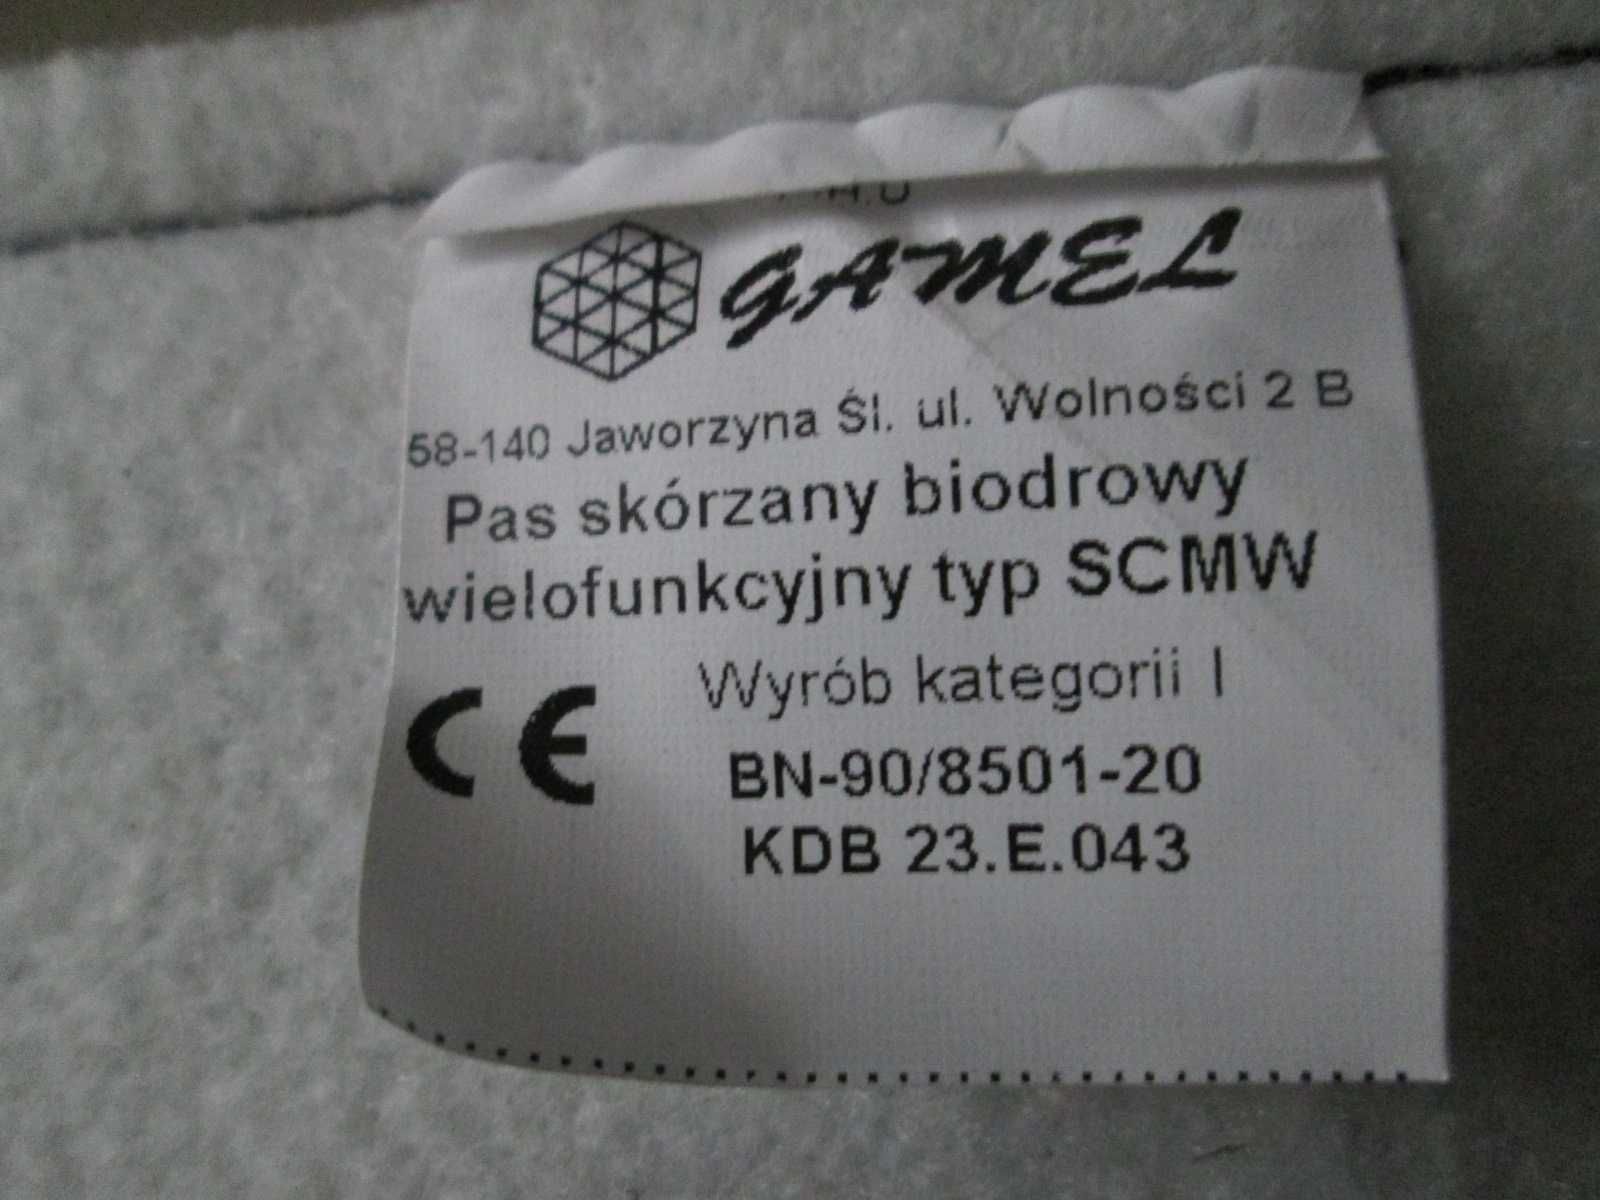 GAMEL
58-140 Jaworzyna Śl. ul. Wolności 2 B
Pas skórzany biodrowy
wielofunkcyjny typ SCMW
Wyrób kategorii I
CE
BN-90/8501-20
KDB 23.E.043